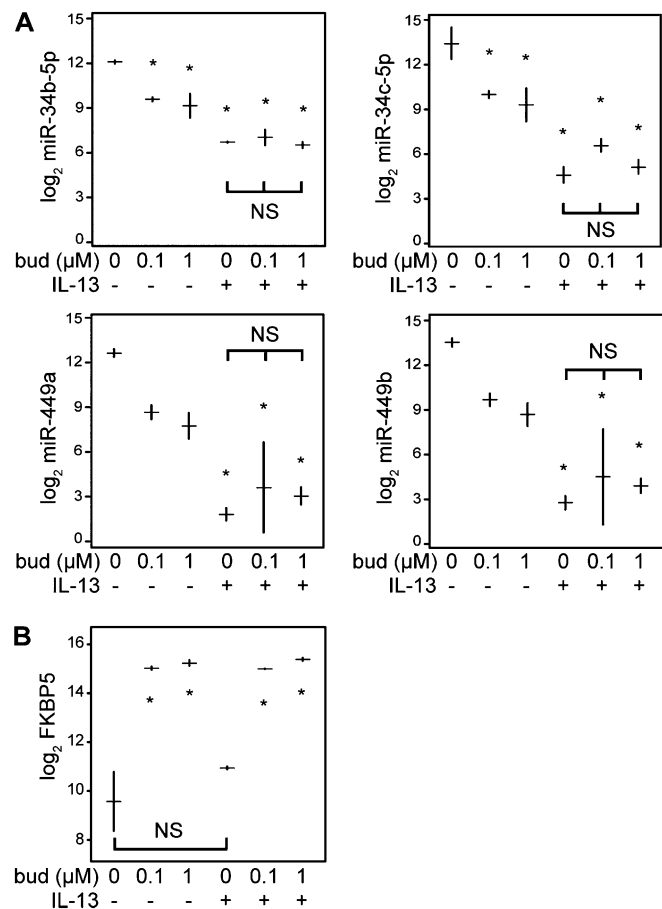 A
log2 miR-34b-5p
15
12
9
6
3
0
* * * * *
NS
bud (µM) 0 0.1 1 0 0.1 1
IL-13 - - - + + +
log2 miR-34c-5p
15
12
9
6
3
0
* * * * *
NS
0 0.1 1 0 0.1 1
- - - + + +
log2 miR-449a
15
12
9
6
3
0
NS
* * *
bud (µM) 0 0.1 1 0 0.1 1
IL-13 - - - + + +
log2 miR-449b
15
12
9
6
3
0
NS
* * *
bud (µM) 0 0.1 1 0 0.1 1
IL-13 - - - + + +
B
log2 FKBP5
16
14
12
10
8
* * * *
NS
bud (µM) 0 0.1 1 0 0.1 1
IL-13 - - - + + +